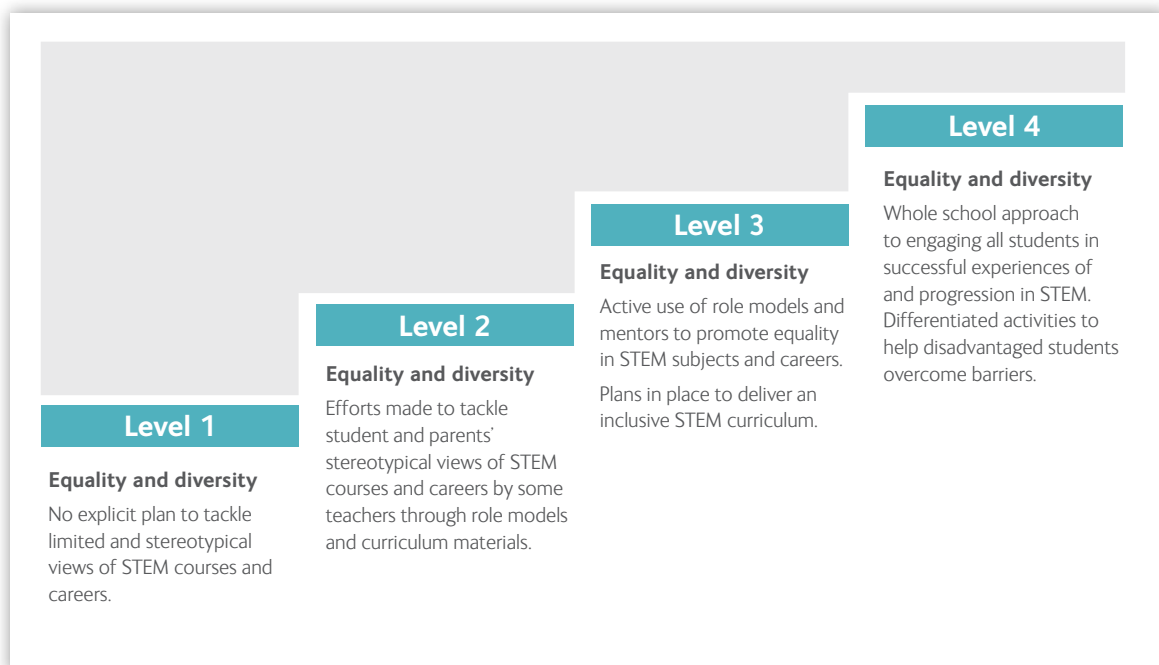 Level 1
Equality and diversity
No explicit plan to tackle
limited and stereotypical
views of STEM courses and
careers.
Level 2
Equality and diversity
Efforts made to tackle
student and parents’
stereotypical views of STEM
courses and careers by some
teachers through role models
and curriculum materials.
Level 3
Equality and diversity
Active use of role models and
mentors to promote equality
in STEM subjects and careers.
Plans in place to deliver an
inclusive STEM curriculum.
Level 4
Equality and diversity
Whole school approach
to engaging all students in
successful experiences of
and progression in STEM.
Differentiated activities to
help disadvantaged students
overcome barriers.